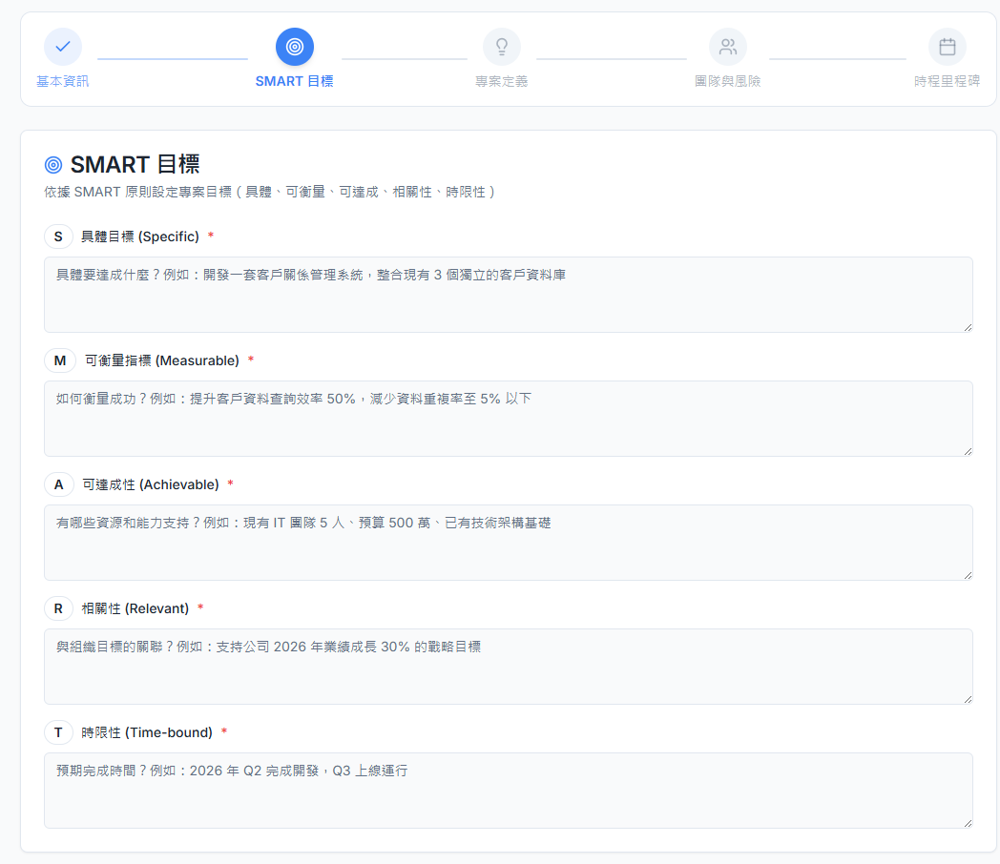 基本資訊
SMART 目標
專案定義
團隊與風險
時程里程碑
SMART 目標
依據 SMART 原則設定專案目標 ( 具體、可衡量、可達成、相關性、時限性 )
S 具體目標 (Specific) *
具體要達成什麼？例如：開發一套客戶關係管理系統，整合現有 3 個獨立的客戶資料庫
M 可衡量指標 (Measurable) *
如何衡量成功？例如：提升客戶資料查詢效率 50%，減少資料重複率至 5% 以下
A 可達成性 (Achievable) *
有哪些資源和能力支持？例如：現有 IT 團隊 5 人、預算 500 萬、已有技術架構基礎
R 相關性 (Relevant) *
與組織目標的關聯？例如：支持公司 2026 年業績成長 30% 的戰略目標
T 時限性 (Time-bound) *
預期完成時間？例如：2026 年 Q2 完成開發，Q3 上線運行